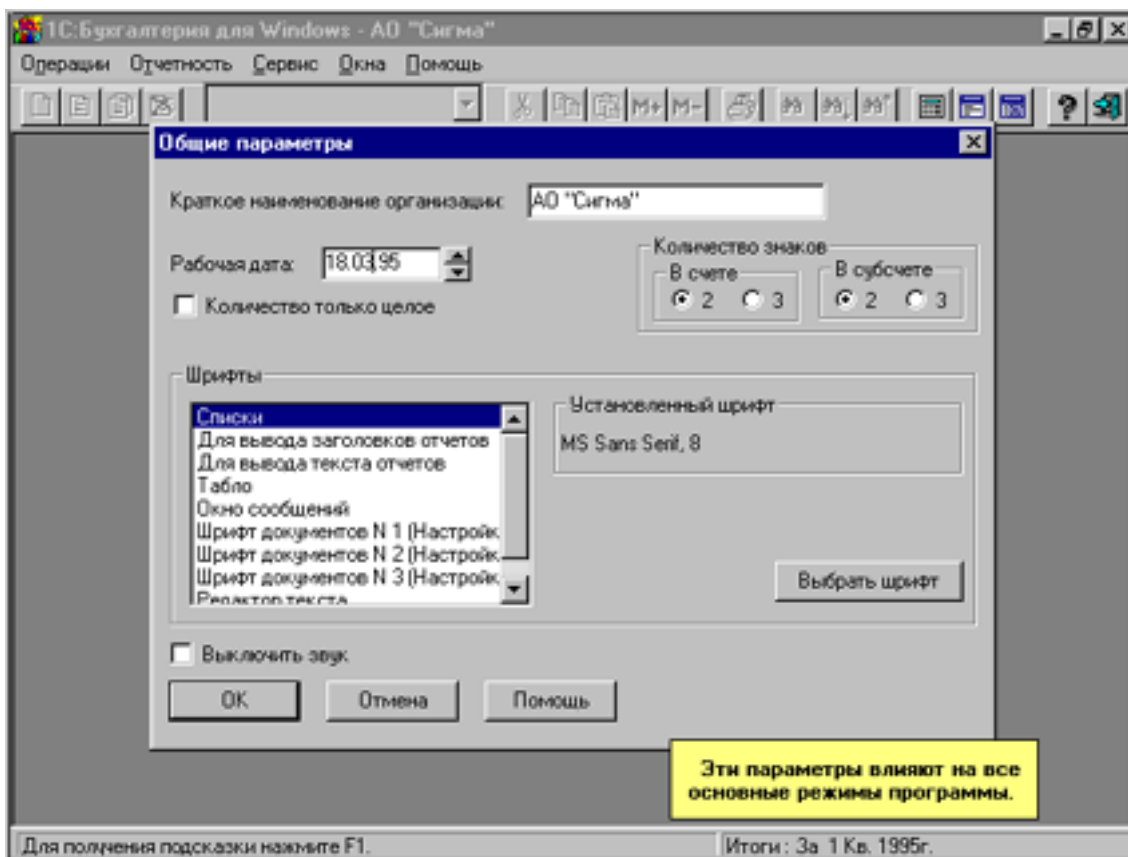 1С:Бухгалтерия для Windows - АО "Сигма"
Операции Отчетность Сервис Окна Помощь
M+ M-
Общие параметры
Краткое наименование организации: АО "Сигма"
Рабочая дата: 18.03.95
Количество знаков
В счете
В субсчете
2 3
2 3
Количество только целое
Шрифты
Списки
Для вывода заголовков отчетов
Для вывода текста отчетов
Табло
Окно сообщений
Шрифт документов N 1 (Настройк
Шрифт документов N 2 (Настройк
Шрифт документов N 3 (Настройк
Редактор текста
Установленный шрифт
MS Sans Serif, 8
Выбрать шрифт
Выключить звук
OK Отмена Помощь
Эти параметры влияют на все
основные режимы программы.
Для получения подсказки нажмите F1.
Итоги : За 1 Кв. 1995г.